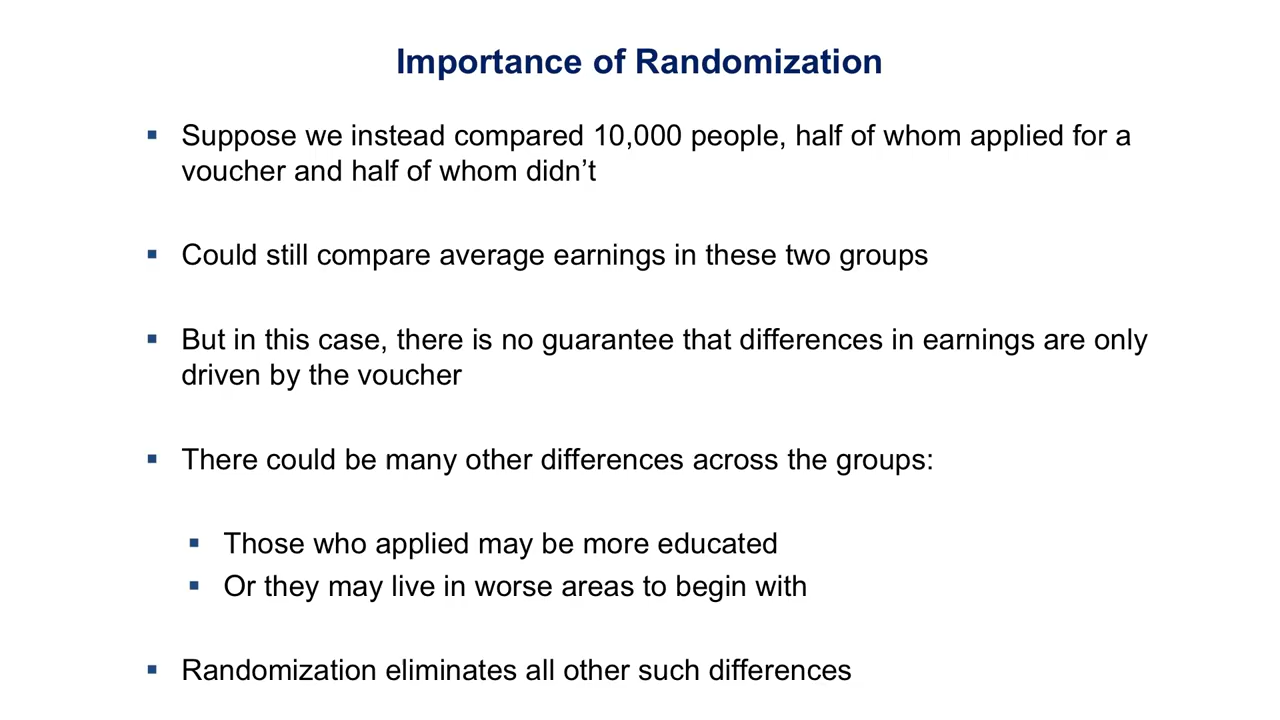 Importance of Randomization
▪ Suppose we instead compared 10,000 people, half of whom applied for a
voucher and half of whom didn’t
▪ Could still compare average earnings in these two groups
▪ But in this case, there is no guarantee that differences in earnings are only
driven by the voucher
▪ There could be many other differences across the groups:
▪ Those who applied may be more educated
▪ Or they may live in worse areas to begin with
▪ Randomization eliminates all other such differences